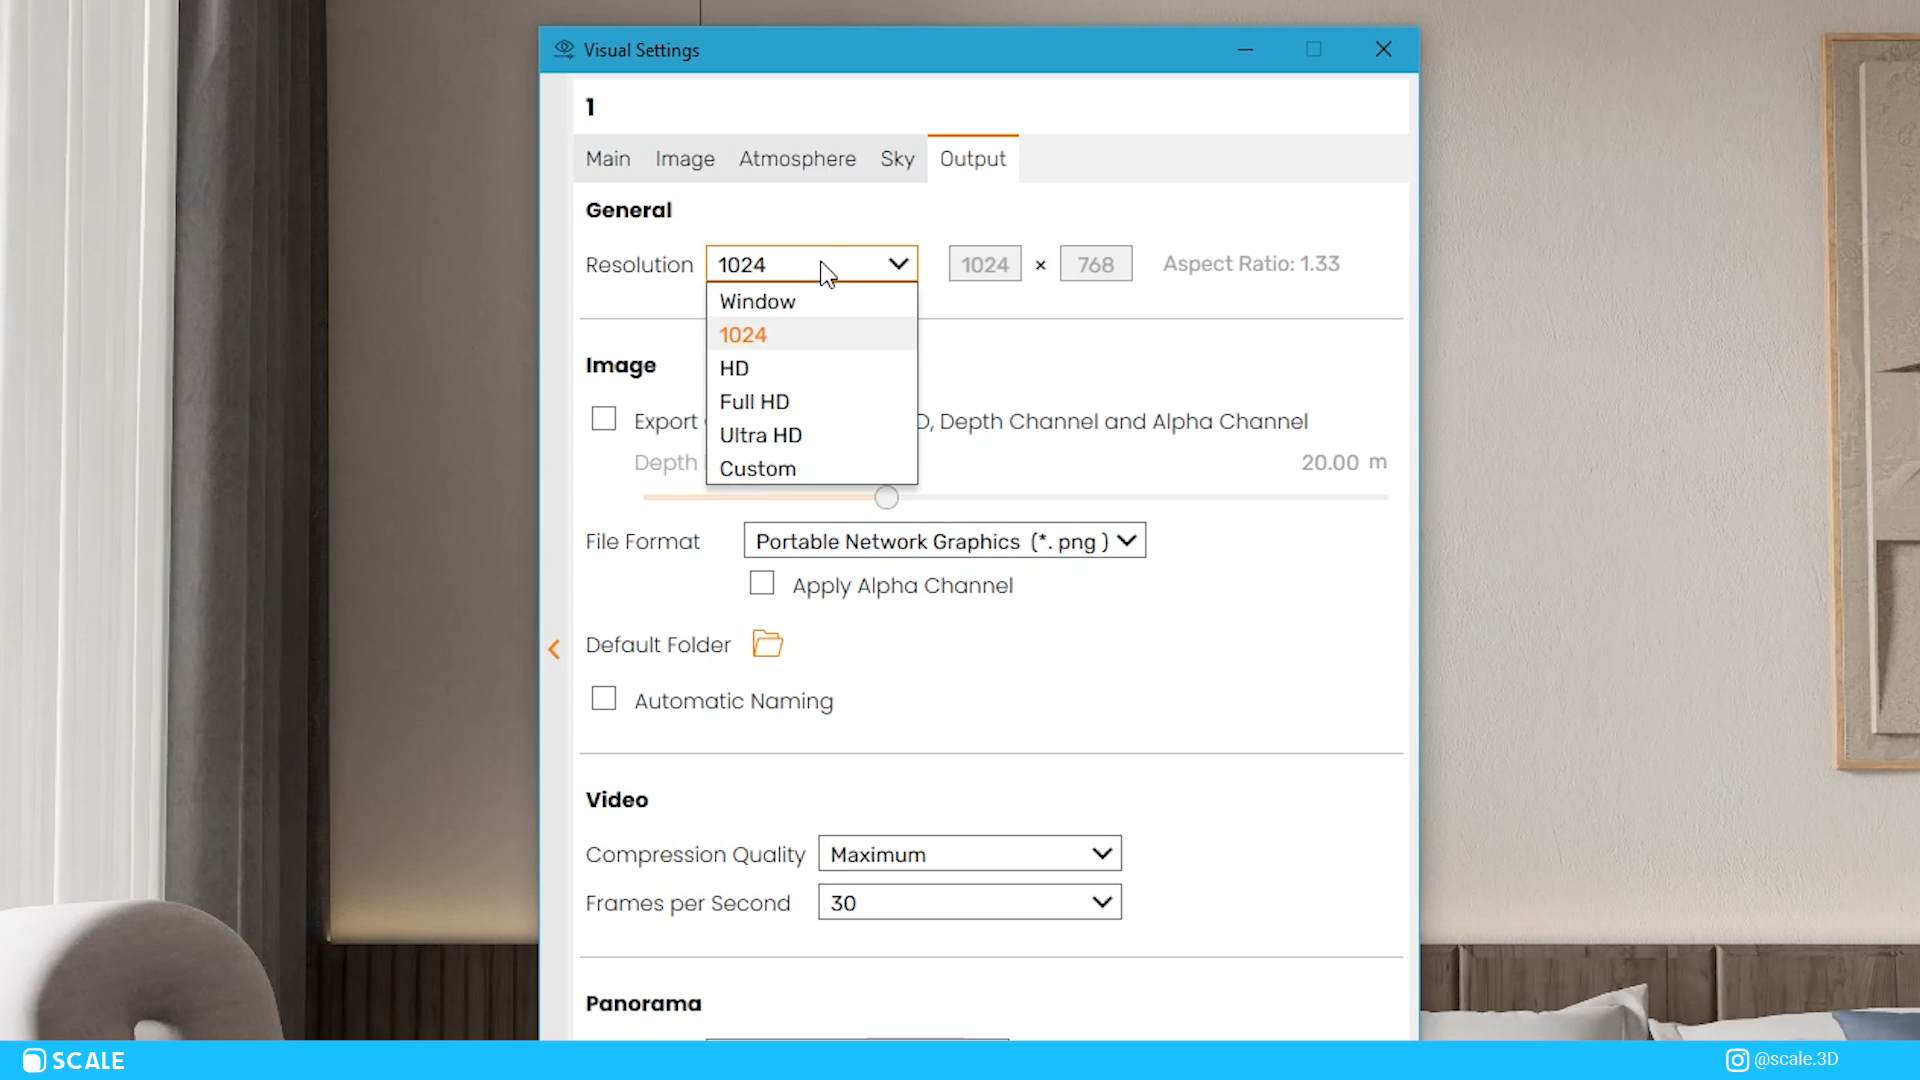 Visual Settings
1
Main Image Atmosphere Sky Output
General
Resolution 1024 1024 × 768 Aspect Ratio: 1.33
Window
1024
HD
Full HD
Ultra HD
Custom
Image
Export D, Depth Channel and Alpha Channel
Depth 20.00 m
File Format Portable Network Graphics (*. png )
Apply Alpha Channel
Default Folder
Automatic Naming
Video
Compression Quality Maximum
Frames per Second 30
Panorama
SCALE @scale.3D